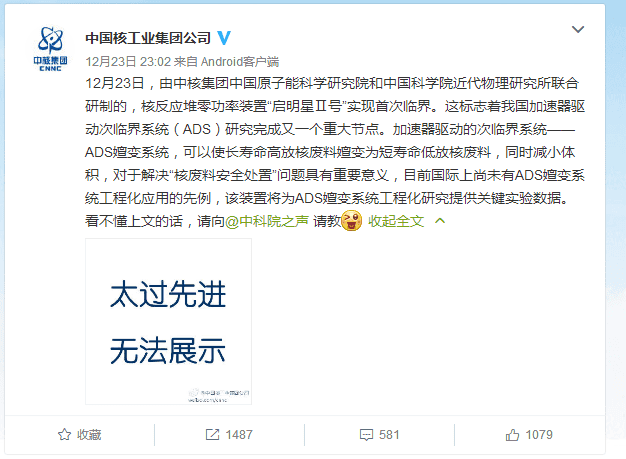 中核集团
CNNC
中国核工业集团公司
12月23日 23:02 来自 Android客户端
12月23日，由中核集团中国原子能科学研究院和中国科学院近代物理研究所联合
研制的，核反应堆零功率装置“启明星Ⅱ号”实现首次临界。这标志着我国加速器驱
动次临界系统（ADS）研究完成又一个重大节点。加速器驱动的次临界系统——
ADS嬗变系统，可以使长寿命高放核废料嬗变为短寿命低放核废料，同时减小体
积，对于解决“核废料安全处置”问题具有重要意义，目前国际上尚未有ADS嬗变系
统工程化应用的先例，该装置将为ADS嬗变系统工程化研究提供关键实验数据。
看不懂上文的话，请向@中科院之声 请教 收起全文
太过先进
无法展示
@中国核工业集团公司
weibo.com/cnnc
收藏 1487 581 1079